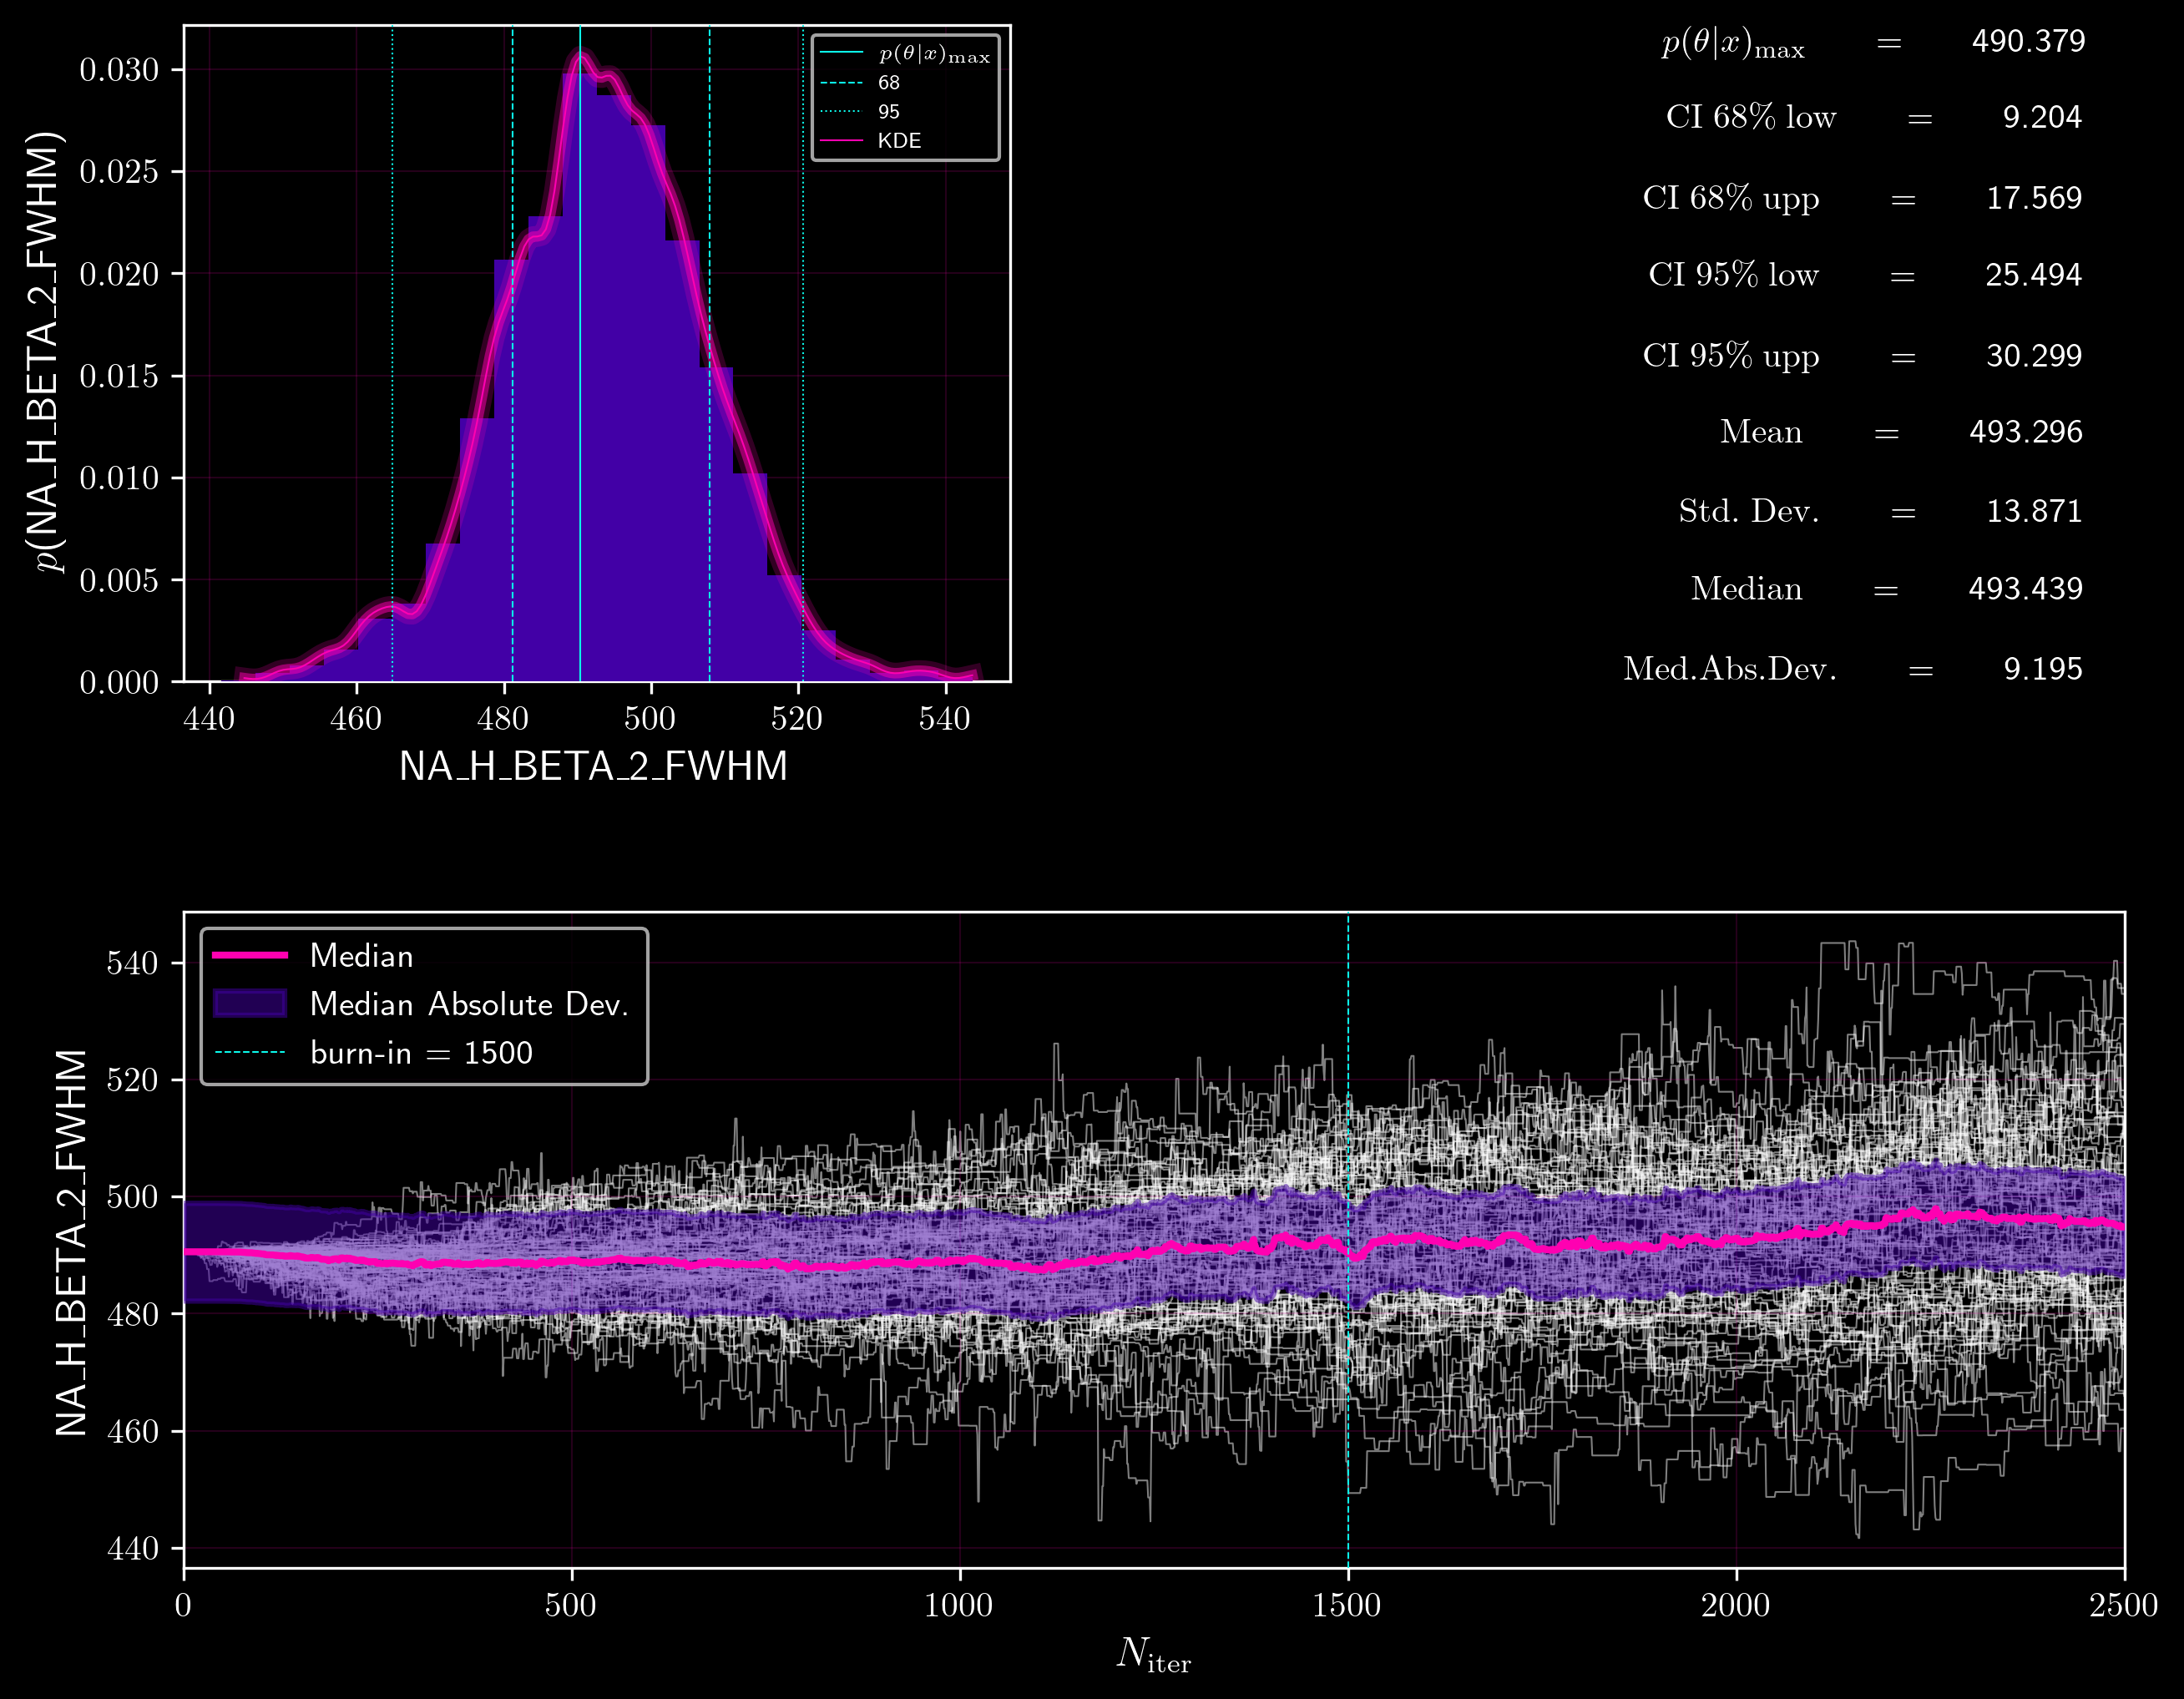 p(NA_H_BETA_2_FWHM)
0.030
0.025
0.020
0.015
0.010
0.005
0.000
440 460 480 500 520 540
NA_H_BETA_2_FWHM
p(θ|x)max
68
95
KDE
p(θ|x)max = 490.379
CI 68% low = 9.204
CI 68% upp = 17.569
CI 95% low = 25.494
CI 95% upp = 30.299
Mean = 493.296
Std. Dev. = 13.871
Median = 493.439
Med.Abs.Dev. = 9.195
NA_H_BETA_2_FWHM
540
520
500
480
460
440
Median
Median Absolute Dev.
burn-in = 1500
0 500 1000 1500 2000 2500
Niter